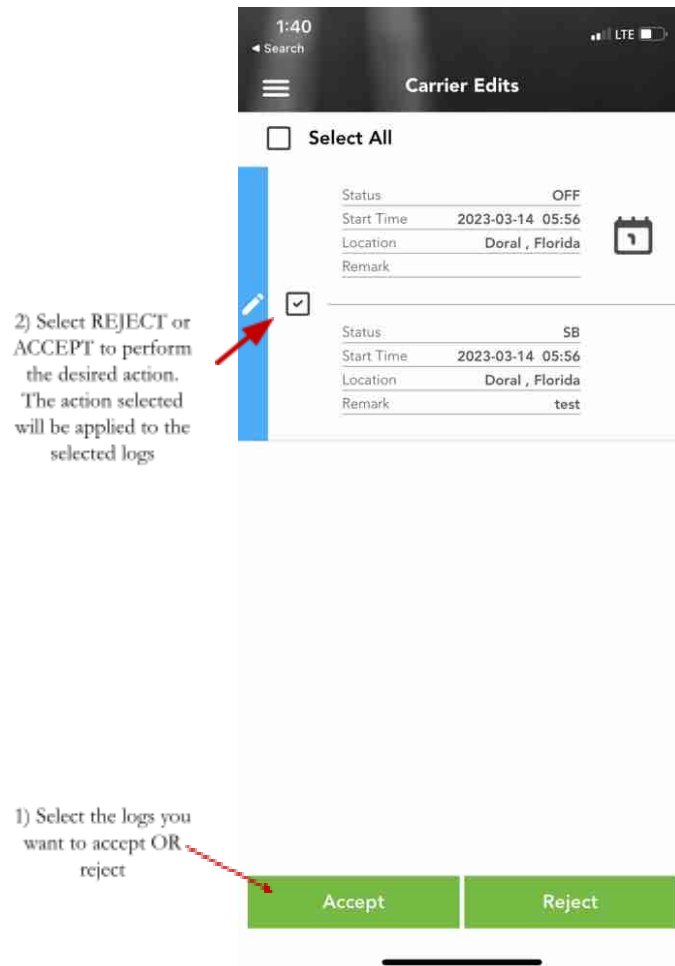 1:40
LTE
Search
Carrier Edits
Select All
Status OFF
Start Time 2023-03-14 05:56
Location Doral , Florida
Remark
Status SB
Start Time 2023-03-14 05:56
Location Doral , Florida
Remark test
2) Select REJECT or
ACCEPT to perform
the desired action.
The action selected
will be applied to the
selected logs
1) Select the logs you
want to accept OR
reject
Accept
Reject